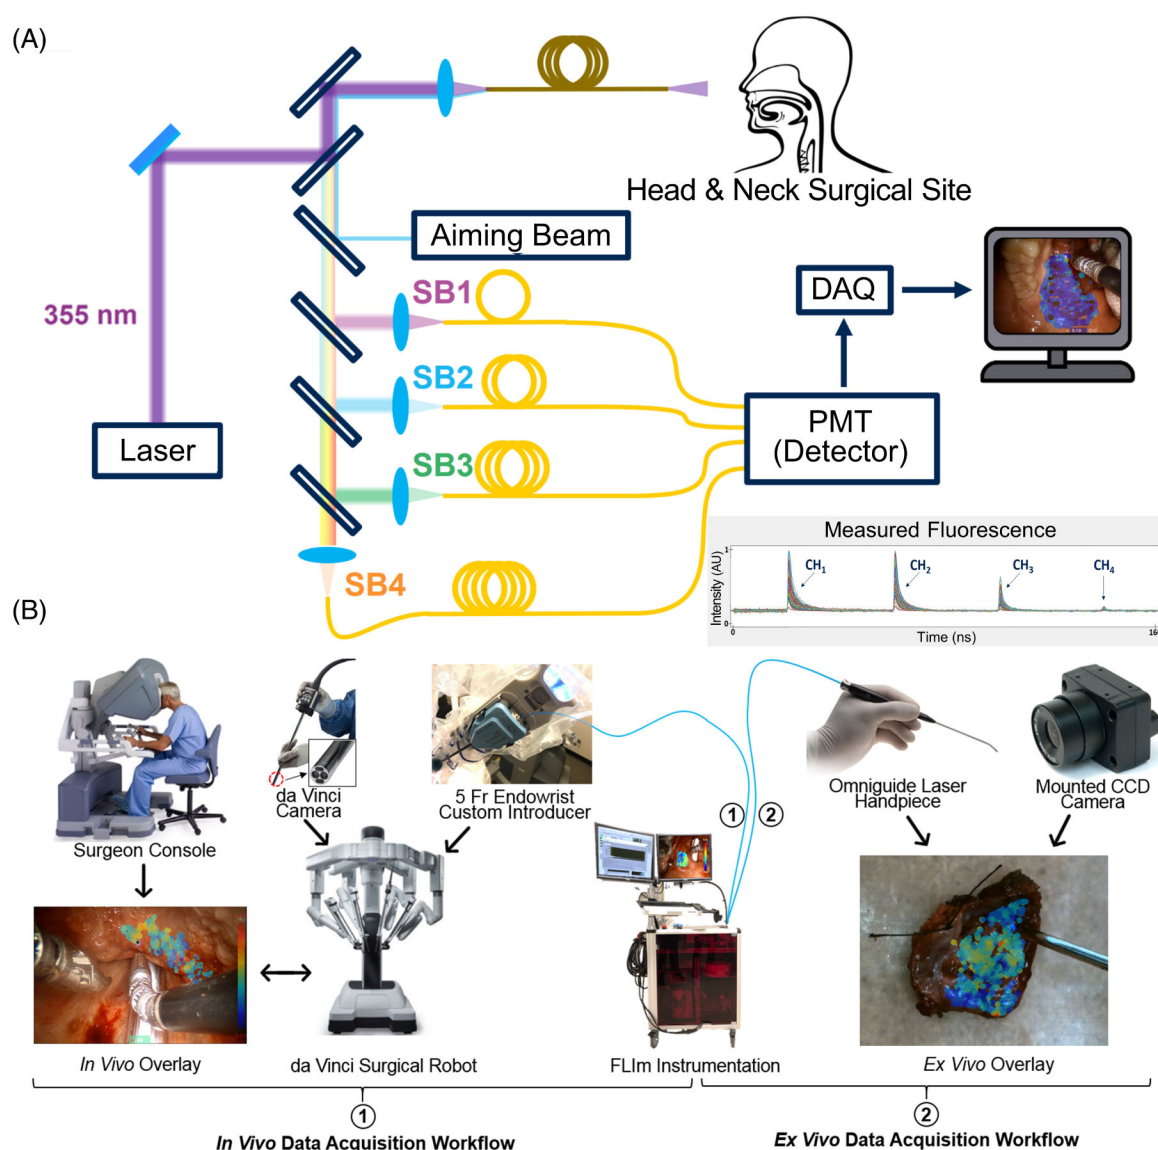 (A)
Head & Neck Surgical Site
Aiming Beam
SB1
DAQ
355 nm
SB2
Laser
PMT
(Detector)
SB3
SB4
Measured Fluorescence
Intensity (AU)
1
0
CH1
CH2
CH3
CH4
0
160
Time (ns)
(B)
da Vinci
Camera
5 Fr Endowrist
Custom Introducer
1
2
Omniguide Laser
Handpiece
Mounted CCD
Camera
Surgeon Console
In Vivo Overlay
da Vinci Surgical Robot
FLIm Instrumentation
Ex Vivo Overlay
1
In Vivo Data Acquisition Workflow
2
Ex Vivo Data Acquisition Workflow